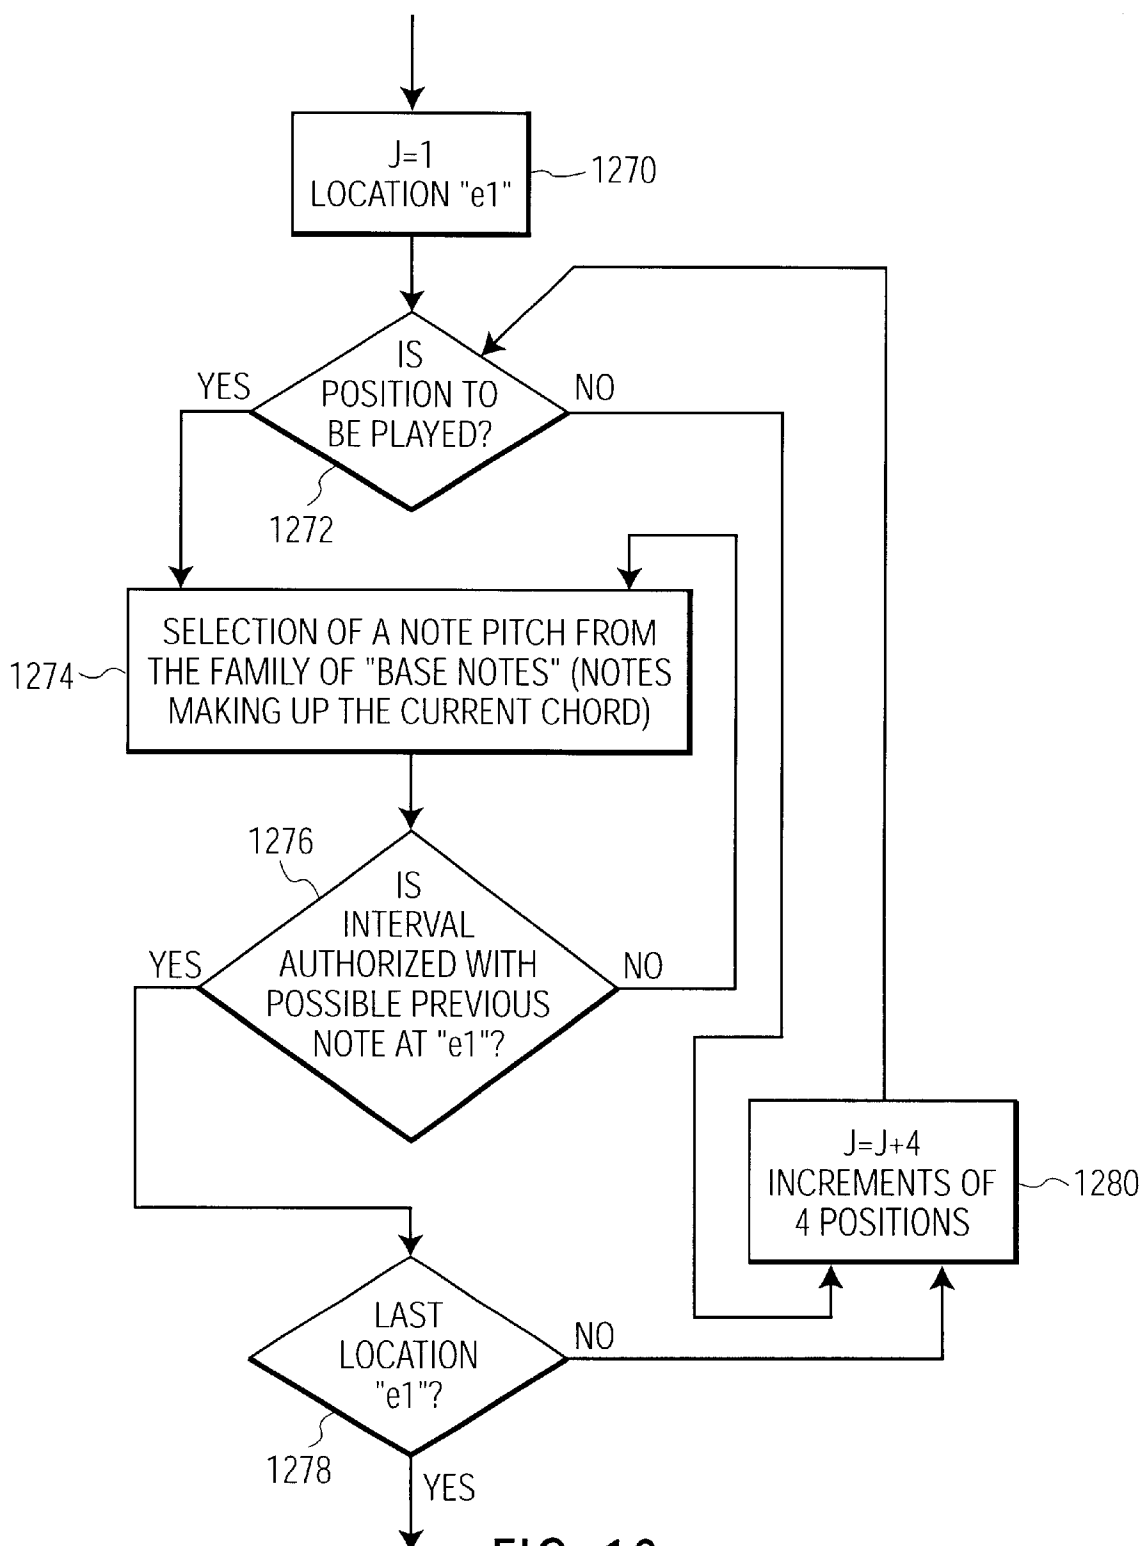 J=1
LOCATION "e1"
1270
IS
POSITION TO
BE PLAYED?
YES
NO
1272
SELECTION OF A NOTE PITCH FROM
THE FAMILY OF "BASE NOTES" (NOTES
MAKING UP THE CURRENT CHORD)
1274
1276
IS
INTERVAL
AUTHORIZED WITH
POSSIBLE PREVIOUS
NOTE AT "e1"?
YES
NO
J=J+4
INCREMENTS OF
4 POSITIONS
1280
LAST
LOCATION
"e1"?
NO
1278
YES